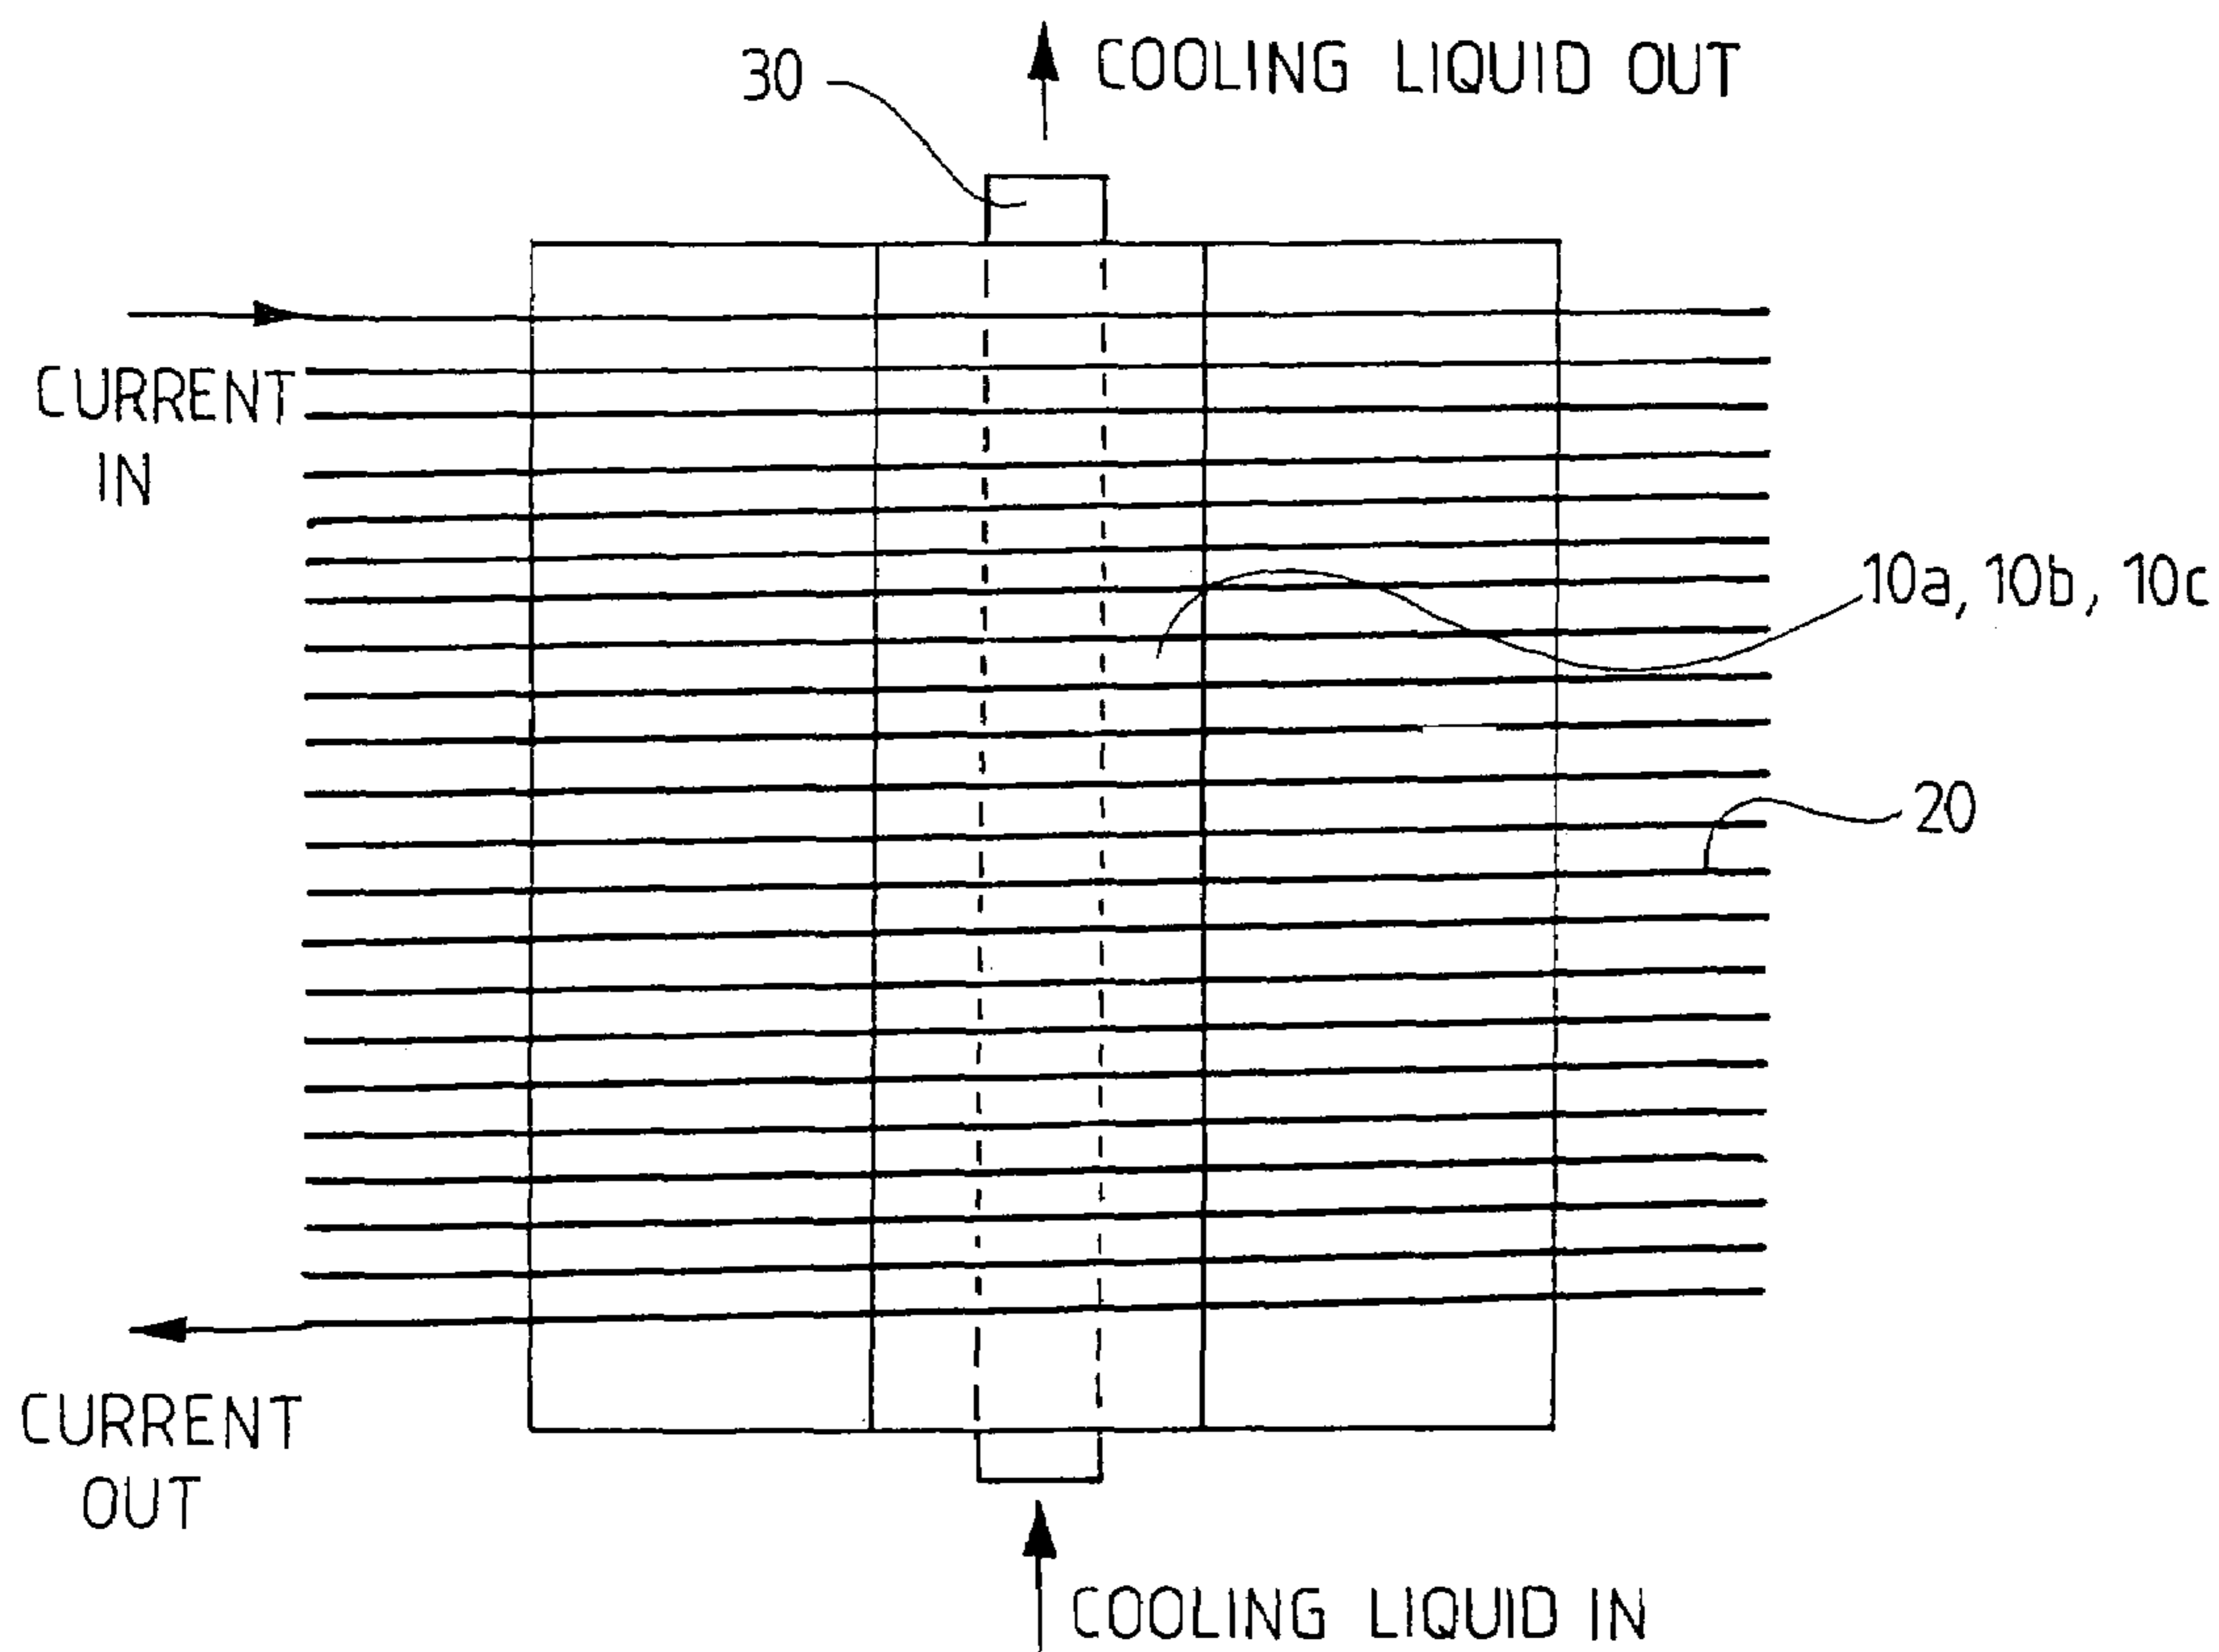 30
COOLING LIQUID OUT
CURRENT
IN
10a, 10b, 10c
20
CURRENT
OUT
COOLING LIQUID IN